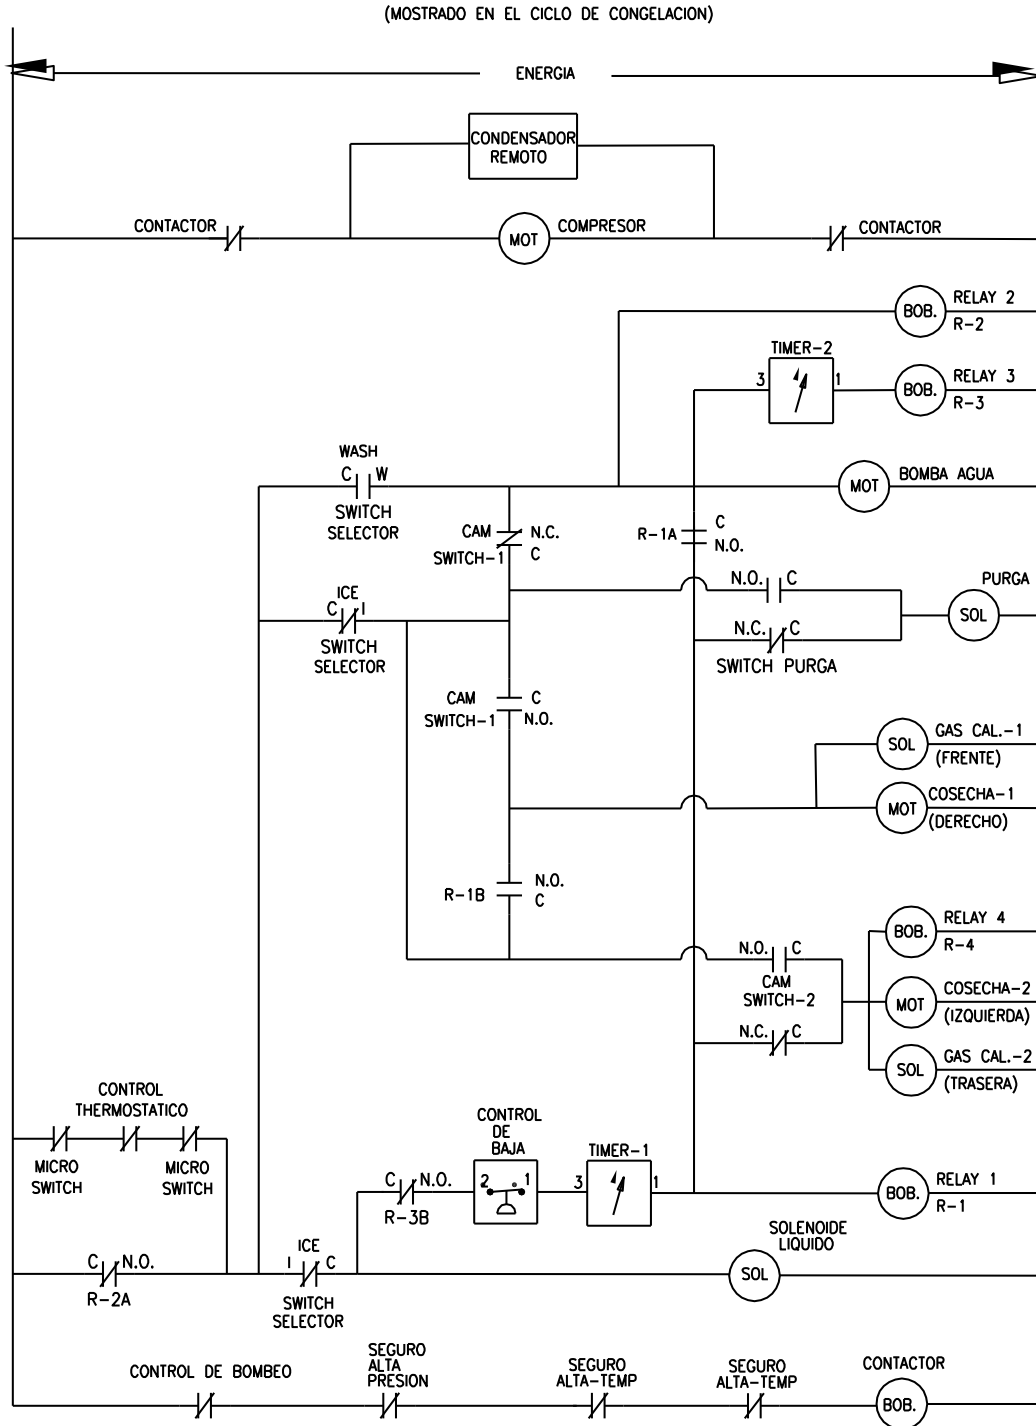 (MOSTRADO EN EL CICLO DE CONGELACION)
ENERGIA
CONDENSADOR
REMOTO
CONTACTOR
MOT
COMPRESOR
CONTACTOR
BOB.
RELAY 2
R-2
TIMER-2
3
1
BOB.
RELAY 3
R-3
WASH
C
W
SWITCH
SELECTOR
MOT
BOMBA AGUA
CAM
SWITCH-1
N.C.
C
R-1A
C
N.O.
N.O.
C
PURGA
SOL
N.C.
C
SWITCH PURGA
ICE
C
I
SWITCH
SELECTOR
CAM
SWITCH-1
C
N.O.
SOL
GAS CAL.-1
(FRENTE)
MOT
COSECHA-1
(DERECHO)
R-1B
N.O.
C
BOB.
RELAY 4
R-4
N.O.
C
CAM
SWITCH-2
MOT
COSECHA-2
(IZQUIERDA)
N.C.
C
SOL
GAS CAL.-2
(TRASERA)
CONTROL
THERMOSTATICO
MICRO
SWITCH
MICRO
SWITCH
CONTROL
DE
BAJA
2
1
TIMER-1
3
1
C
N.O.
R-3B
BOB.
RELAY 1
R-1
SOLENOIDE
LIQUIDO
SOL
C
N.O.
R-2A
ICE
I
C
SWITCH
SELECTOR
CONTROL DE BOMBEO
SEGURO
ALTA
PRESION
SEGURO
ALTA-TEMP
SEGURO
ALTA-TEMP
CONTACTOR
BOB.